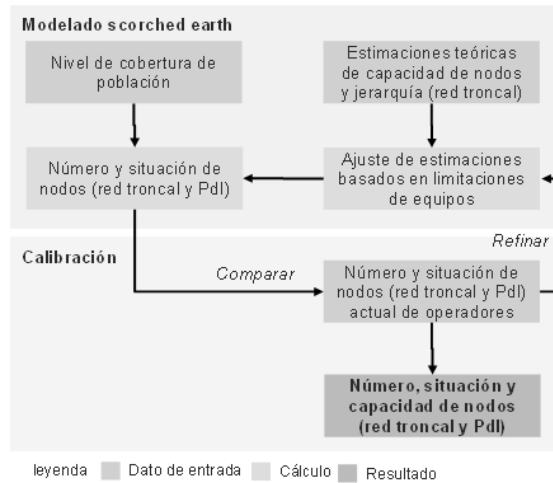 Modelado scorched earth
Nivel de cobertura de
población
Estimaciones teóricas
de capacidad de nodos
y jerarquía (red troncal)
Número y situación de
nodos (red troncal y PdI)
Ajuste de estimaciones
basados en limitaciones
de equipos
Refinar
Calibración
Comparar
Número y situación de
nodos (red troncal y PdI)
actual de operadores
Número, situación y
capacidad de nodos
(red troncal y PdI)
leyenda
Dato de entrada
Cálculo
Resultado